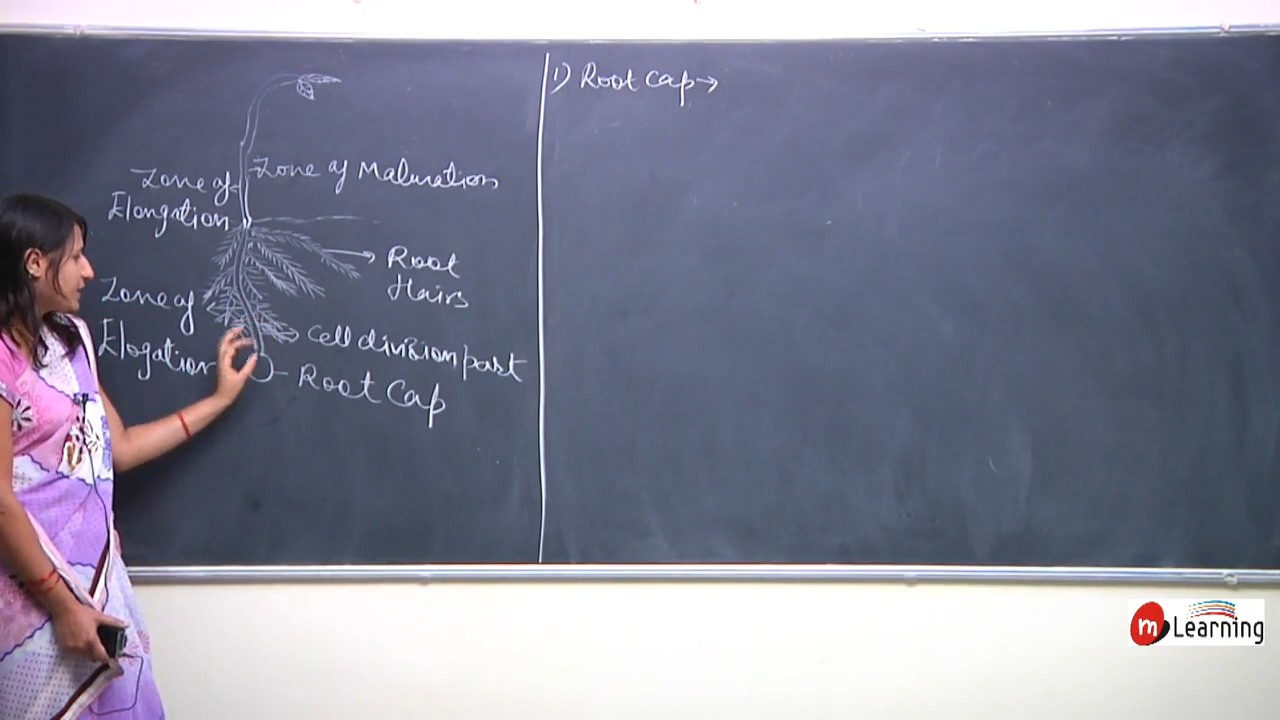 Zone of
Elongation
Zone of Maturation
Root
Hairs
Zone of
Elogation
Cell division part
Root Cap
1) Root Cap →
m Learning